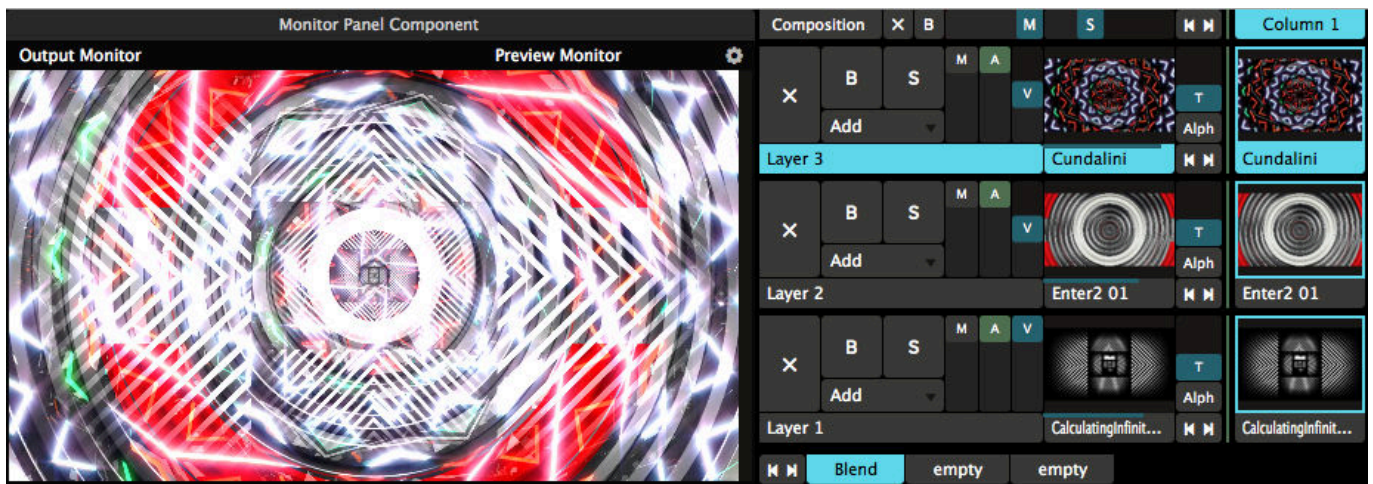 Monitor Panel Component
Output Monitor Preview Monitor
Composition × B M S Column 1
× B S M A V T
Add Alph
Layer 3 Cundalini Cundalini
× B S M A V T
Add Alph
Layer 2 Enter2 01 Enter2 01
× B S M A V T
Add Alph
Layer 1 CalculatingInfinit... CalculatingInfinit...
Blend empty empty